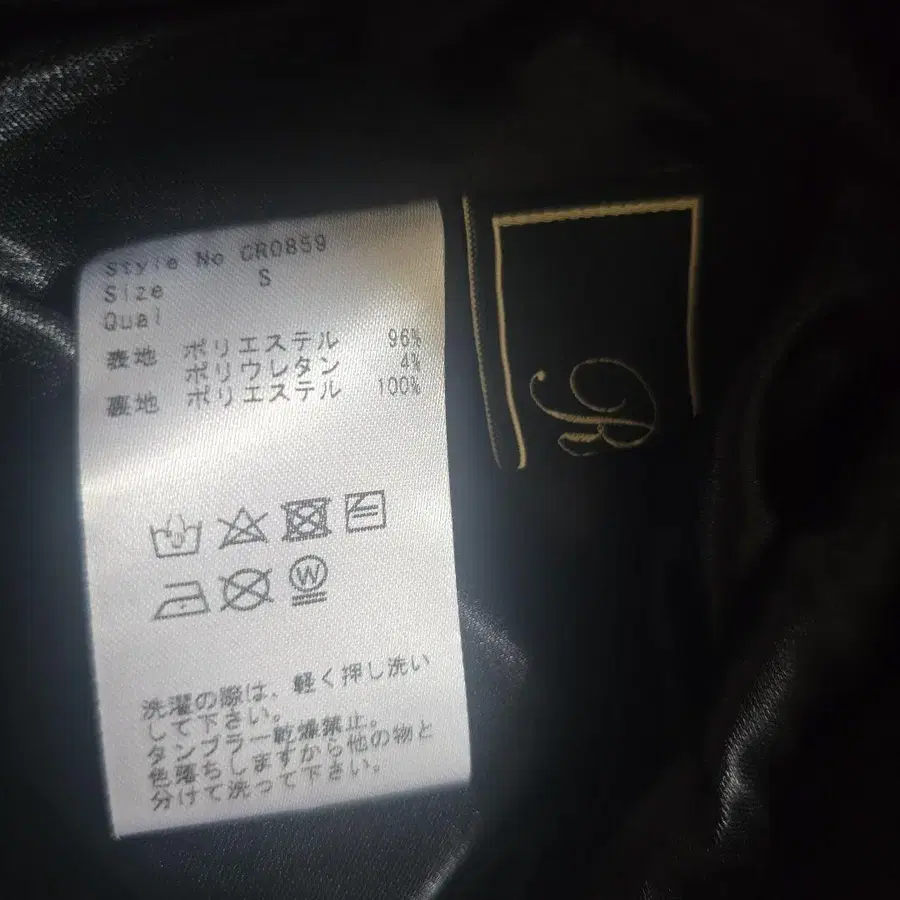 Style No CR0859
Size S
Qual
表地 ポリエステル 96%
ポリウレタン 4%
裏地 ポリエステル 100%
W
洗濯の際は、軽く押し洗い
して下さい。
タンブラー乾燥禁止。
色落ちしますから他の物と
分けて洗って下さい。
R